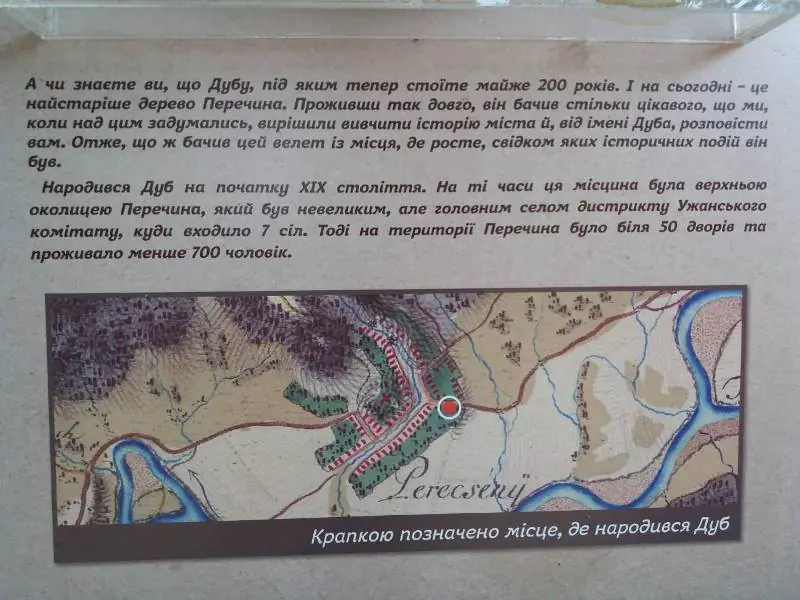 А чи знаєте ви, що Дубу, під яким тепер стоїте майже 200 років. І на сьогодні – це
найстаріше дерево Перечина. Проживши так довго, він бачив стільки цікавого, що ми,
коли над цим задумались, вирішили вивчити історію міста й, від імені Дуба, розповісти
вам. Отже, що ж бачив цей велет із місця, де росте, свідком яких історичних подій він
був.
Народився Дуб на початку ХІХ століття. На ті часи ця місцина була верхньою
околицею Перечина, який був невеликим, але головним селом дистрикту Ужанського
комітату, куди входило 7 сіл. Тоді на території Перечина було біля 50 дворів та
проживало менше 700 чоловік.
Perecseny̋
Крапкою позначено місце, де народився Дуб